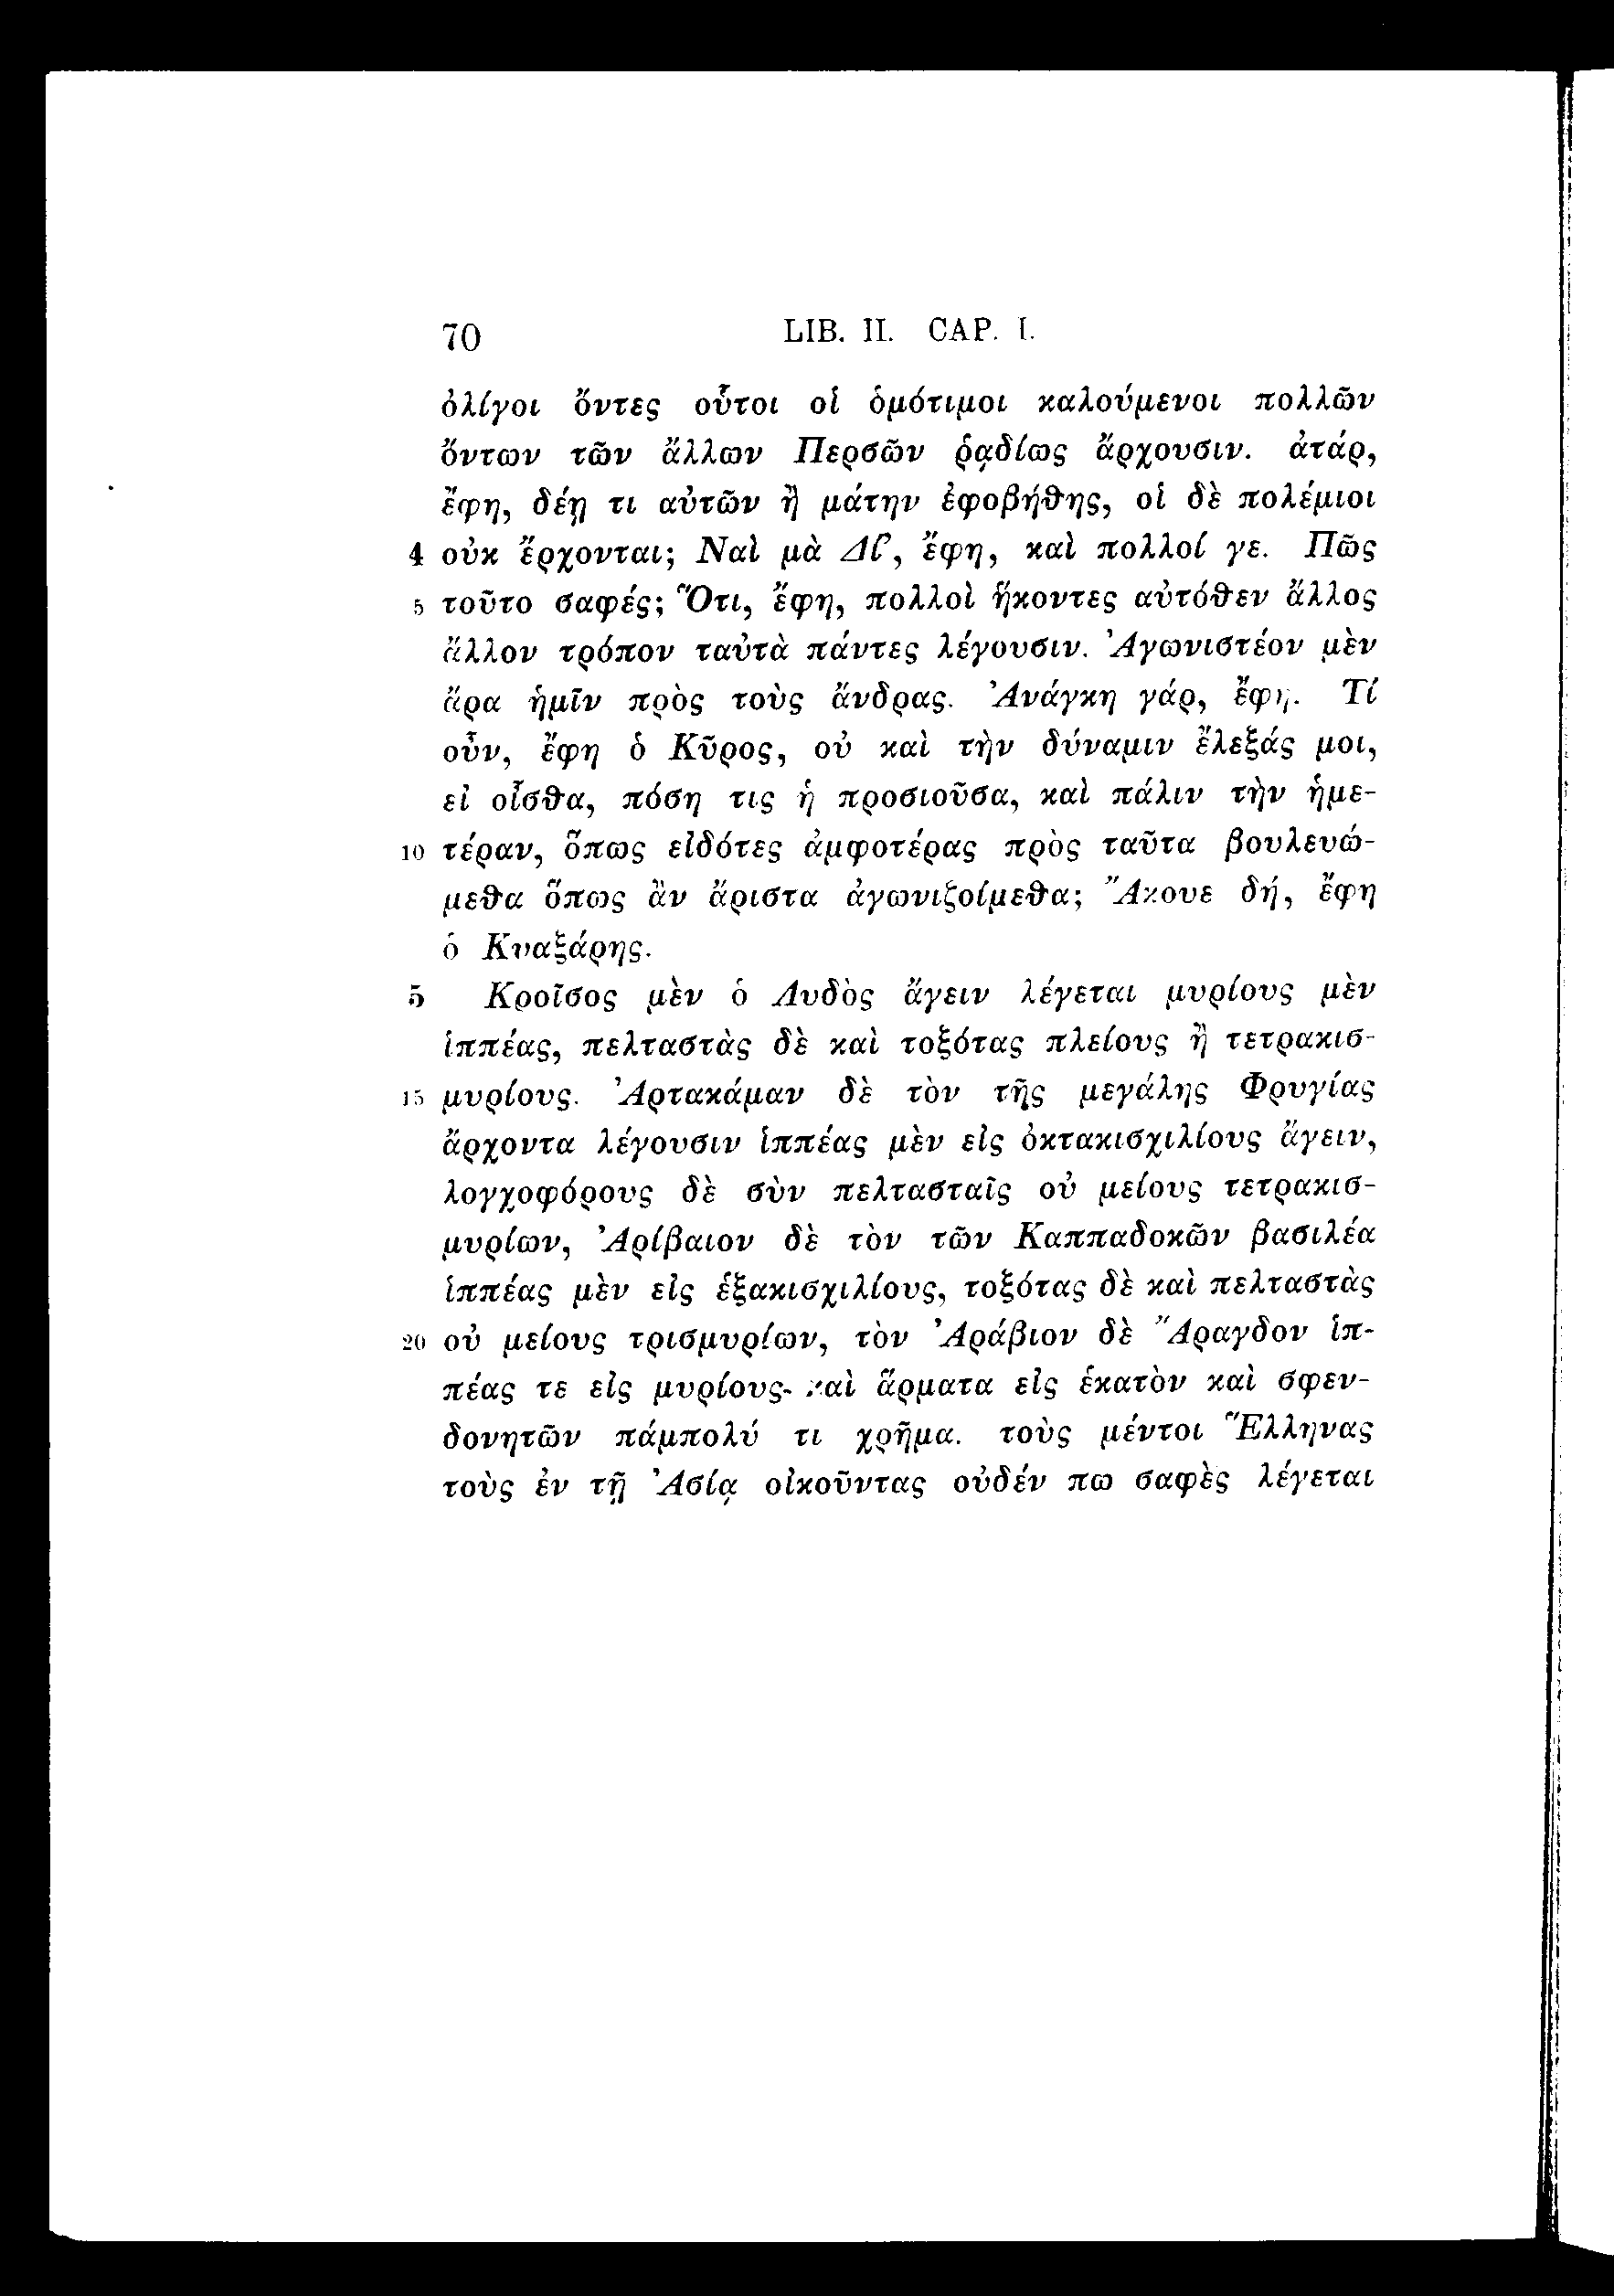 70 LIB. II. CAP. I.
ὀλίγοι ὄντες οὗτοι οἱ ὁμότιμοι καλούμενοι πολλῶν
ὄντων τῶν ἄλλων Περσῶν ῥᾳδίως ἄρχουσιν. ἀτάρ,
ἔφη, δέῃ τι αὐτῶν ἢ μάτην ἐφοβήθης, οἱ δὲ πολέμιοι
4 οὐκ ἔρχονται; Ναὶ μὰ Δί', ἔφη, καὶ πολλοί γε. Πῶς
5 τοῦτο σαφές; Ὅτι, ἔφη, πολλοὶ ἥκοντες αὐτόθεν ἄλλος
ἄλλον τρόπον ταὐτὰ πάντες λέγουσιν. Ἀγωνιστέον μὲν
ἄρα ἡμῖν πρὸς τοὺς ἄνδρας. Ἀνάγκη γάρ, ἔφη. Τί
οὖν, ἔφη ὁ Κῦρος, οὐ καὶ τὴν δύναμιν ἔλεξάς μοι,
εἰ οἶσθα, πόση τις ἡ προσιοῦσα, καὶ πάλιν τὴν ἡμε-
10 τέραν, ὅπως εἰδότες ἀμφοτέρας πρὸς ταῦτα βουλευώ-
μεθα ὅπως ἂν ἄριστα ἀγωνιζοίμεθα; Ἄκουε δή, ἔφη
ὁ Κυαξάρης.
5 Κροῖσος μὲν ὁ Λυδὸς ἄγειν λέγεται μυρίους μὲν
ἱππέας, πελταστὰς δὲ καὶ τοξότας πλείους ἢ τετρακισ-
15 μυρίους. Ἀρτακάμαν δὲ τὸν τῆς μεγάλης Φρυγίας
ἄρχοντα λέγουσιν ἱππέας μὲν εἰς ὀκτακισχιλίους ἄγειν,
λογχοφόρους δὲ σὺν πελτασταῖς οὐ μείους τετρακισ-
μυρίων, Ἀρίβαιον δὲ τὸν τῶν Καππαδοκῶν βασιλέα
ἱππέας μὲν εἰς ἑξακισχιλίους, τοξότας δὲ καὶ πελταστὰς
20 οὐ μείους τρισμυρίων, τὸν Ἀράβιον δὲ Ἄραγδον ἱπ-
πέας τε εἰς μυρίους καὶ ἅρματα εἰς ἑκατὸν καὶ σφεν-
δονητῶν πάμπολύ τι χρῆμα. τοὺς μέντοι Ἕλληνας
τοὺς ἐν τῇ Ἀσίᾳ οἰκοῦντας οὐδέν πω σαφὲς λέγεται